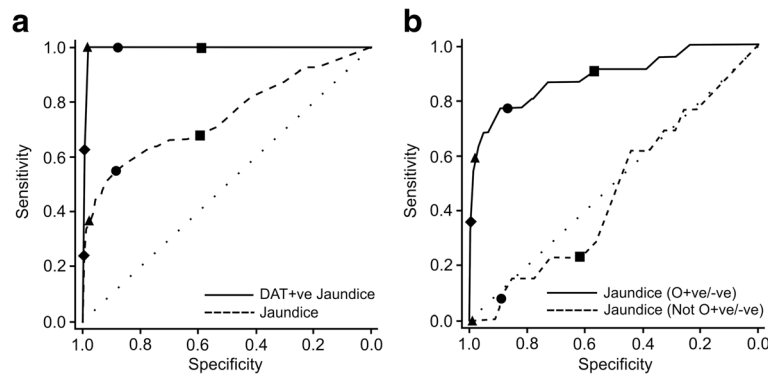 a
1.0
0.8
0.6
0.4
0.2
0.0
Sensitivity
DAT+ve Jaundice
Jaundice
1.0 0.8 0.6 0.4 0.2 0.0
Specificity
b
1.0
0.8
0.6
0.4
0.2
0.0
Sensitivity
Jaundice (O+ve/-ve)
Jaundice (Not O+ve/-ve)
1.0 0.8 0.6 0.4 0.2 0.0
Specificity